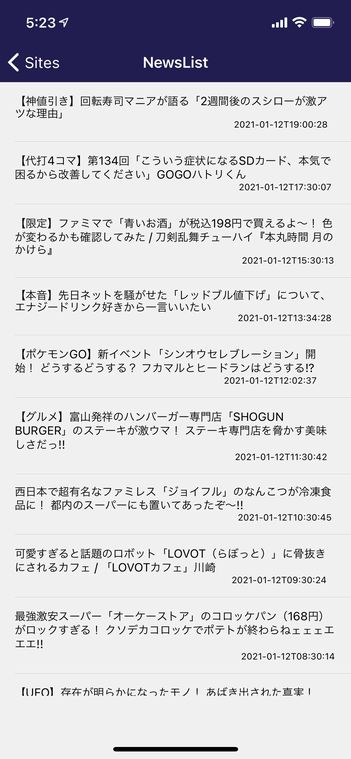 5:23
Sites
NewsList
【神値引き】回転寿司マニアが語る「2週間後のスシローが激ア
ツな理由」
2021-01-12T19:00:28
【代打4コマ】第134回「こういう症状になるSDカード、本気で
困るから改善してください」GOGOハトリくん
2021-01-12T17:30:07
【限定】ファミマで「青いお酒」が税込198円で買えるよ〜！ 色
が変わるかも確認してみた / 刀剣乱舞チューハイ『本丸時間 月の
かけら』
2021-01-12T15:30:13
【本音】先日ネットを騒がせた「レッドブル値下げ」について、
エナジードリンク好きから一言いいたい
2021-01-12T13:34:28
【ポケモンGO】新イベント「シンオウセレブレーション」開
始！ どうするどうする？ フカマルとヒードランはどうする!?
2021-01-12T12:02:37
【グルメ】富山発祥のハンバーガー専門店「SHOGUN
BURGER」のステーキが激ウマ！ ステーキ専門店を脅かす美味
しさだっ!!
2021-01-12T11:30:42
西日本で超有名なファミレス「ジョイフル」のなんこつが冷凍食
品に！ 都内のスーパーにも置いてあったぞ〜!!
2021-01-12T10:30:45
可愛すぎると話題のロボット「LOVOT（らぼっと）」に骨抜き
にされるカフェ / 「LOVOTカフェ」川崎
2021-01-12T09:30:24
最強激安スーパー「オーケーストア」のコロッケパン（168円）
がロックすぎる！ クソデカコロッケでポテトが終わらねェェェエ
エエ!!
2021-01-12T08:30:14
【UFO】存在が明らかになったモノ！ あばき出された真実！